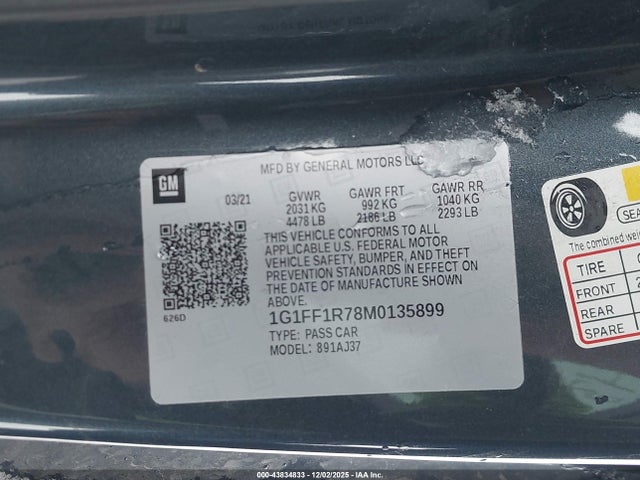 GM
MFD BY GENERAL MOTORS LLC
03/21
GVWR
2031 KG
4478 LB
GAWR FRT
992 KG
2186 LB
GAWR RR
1040 KG
2293 LB
THIS VEHICLE CONFORMS TO ALL
APPLICABLE U.S. FEDERAL MOTOR
VEHICLE SAFETY, BUMPER, AND THEFT
PREVENTION STANDARDS IN EFFECT ON
THE DATE OF MANUFACTURE SHOWN
ABOVE.
626D
1G1FF1R78M0135899
TYPE: PASS CAR
MODEL: 891AJ37
The combined
TIRE
FRONT
REAR
SPARE
000-43834833 - 12/02/2025 - IAA Inc.